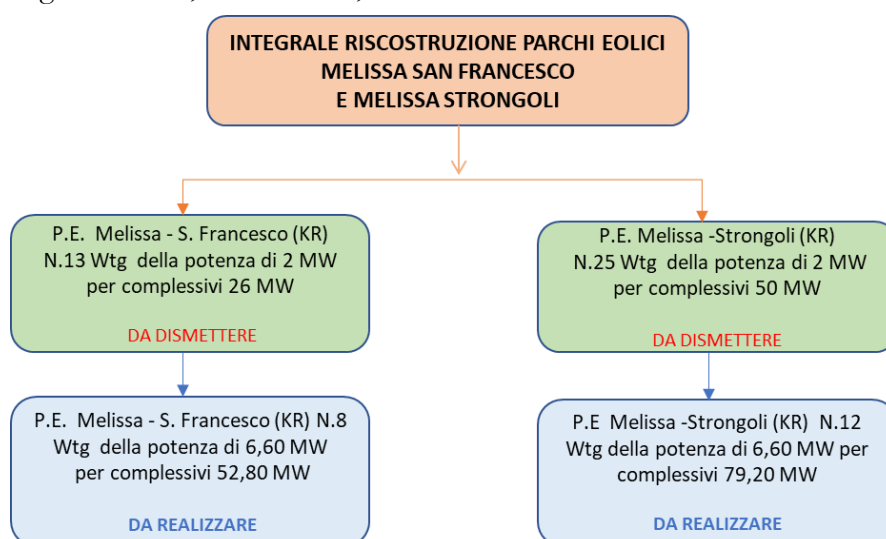 INTEGRALE RISCOSTRUZIONE PARCHI EOLICI
MELISSA SAN FRANCESCO
E MELISSA STRONGOLI
P.E. Melissa - S. Francesco (KR)
N.13 Wtg della potenza di 2 MW
per complessivi 26 MW
DA DISMETTERE
P.E. Melissa -Strongoli (KR)
N.25 Wtg della potenza di 2 MW
per complessivi 50 MW
DA DISMETTERE
P.E. Melissa - S. Francesco (KR) N.8
Wtg della potenza di 6,60 MW
per complessivi 52,80 MW
DA REALIZZARE
P.E Melissa -Strongoli (KR) N.12
Wtg della potenza di 6,60 MW per
complessivi 79,20 MW
DA REALIZZARE